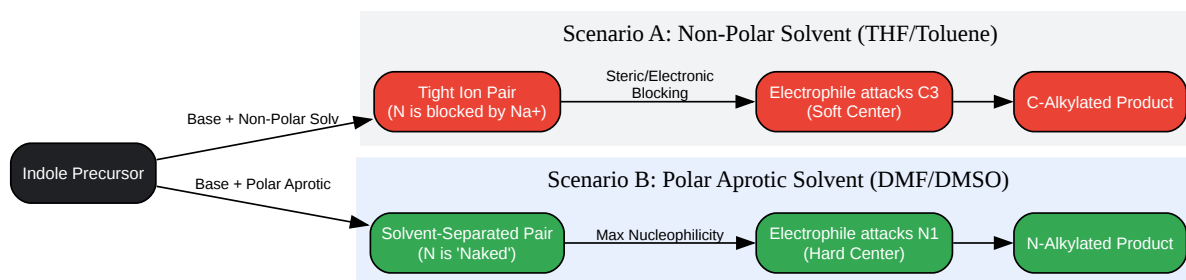 Scenario A: Non-Polar Solvent (THF/Toluene)
Tight Ion Pair
(N is blocked by Na+)
Steric/Electronic
Blocking
Electrophile attacks C3
(Soft Center)
C-Alkylated Product
Base + Non-Polar Solv
Indole Precursor
Base + Polar Aprotic
Scenario B: Polar Aprotic Solvent (DMF/DMSO)
Solvent-Separated Pair
(N is 'Naked')
Max Nucleophilicity
Electrophile attacks N1
(Hard Center)
N-Alkylated Product